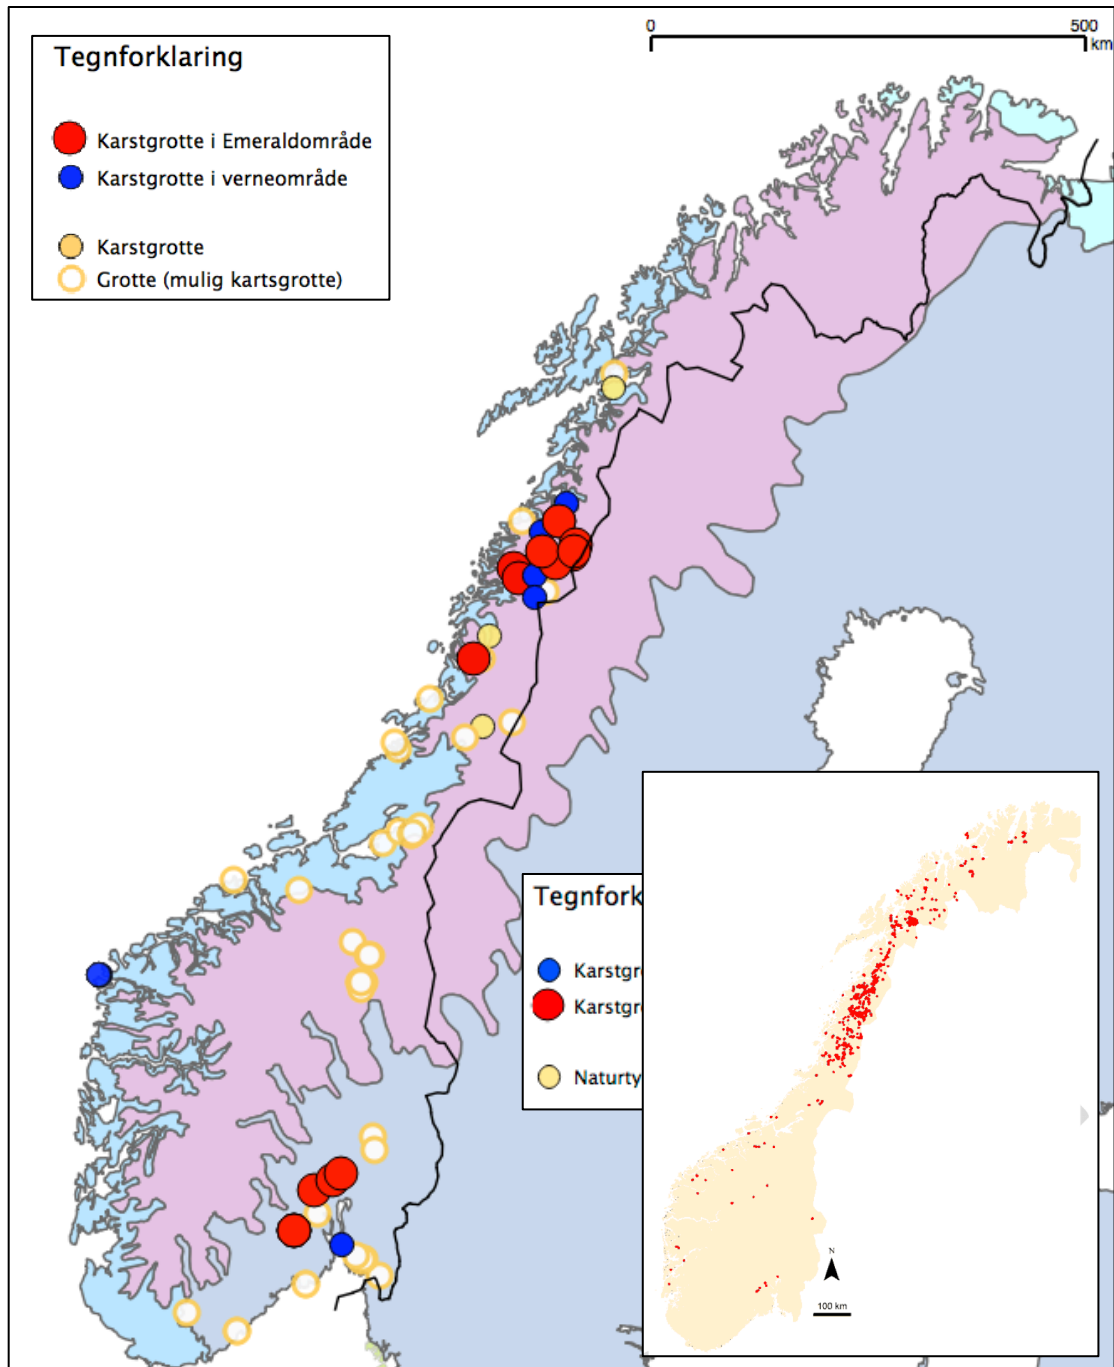 Tegnforklaring
Karstgrotte i Emeraldområde
Karstgrotte i verneområde
Karstgrotte
Grotte (mulig kartsgrotte)
0 500
km
Tegnfork
Karstgr
Karstgr
Naturty
N
100 km